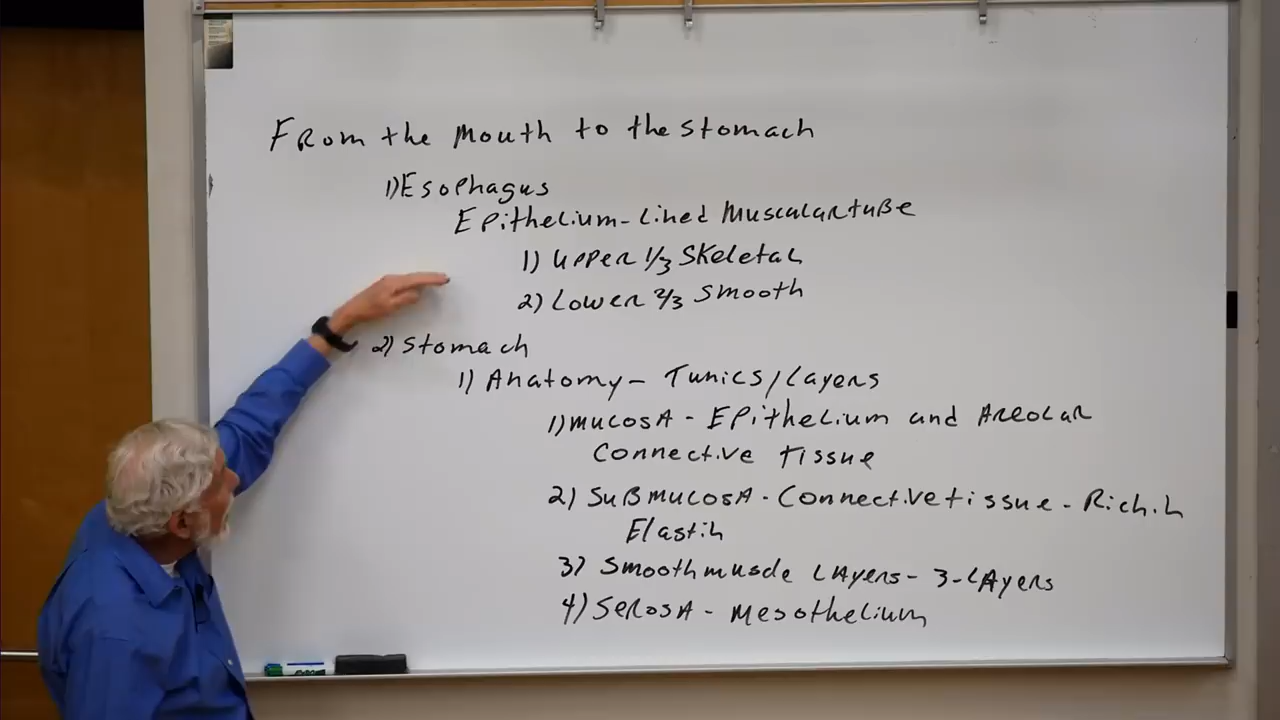 From the Mouth to the Stomach
1) Esophagus
Epithelium-Lined Muscular tube
1) Upper 1/3 Skeletal
2) Lower 2/3 Smooth
2) Stomach
1) Anatomy - Tunics/Layers
1) Mucosa - Epithelium and Areolar
Connective Tissue
2) Submucosa - Connective tissue - Rich in
Elastin
3) Smooth muscle Layers - 3-Layers
4) Serosa - Mesothelium